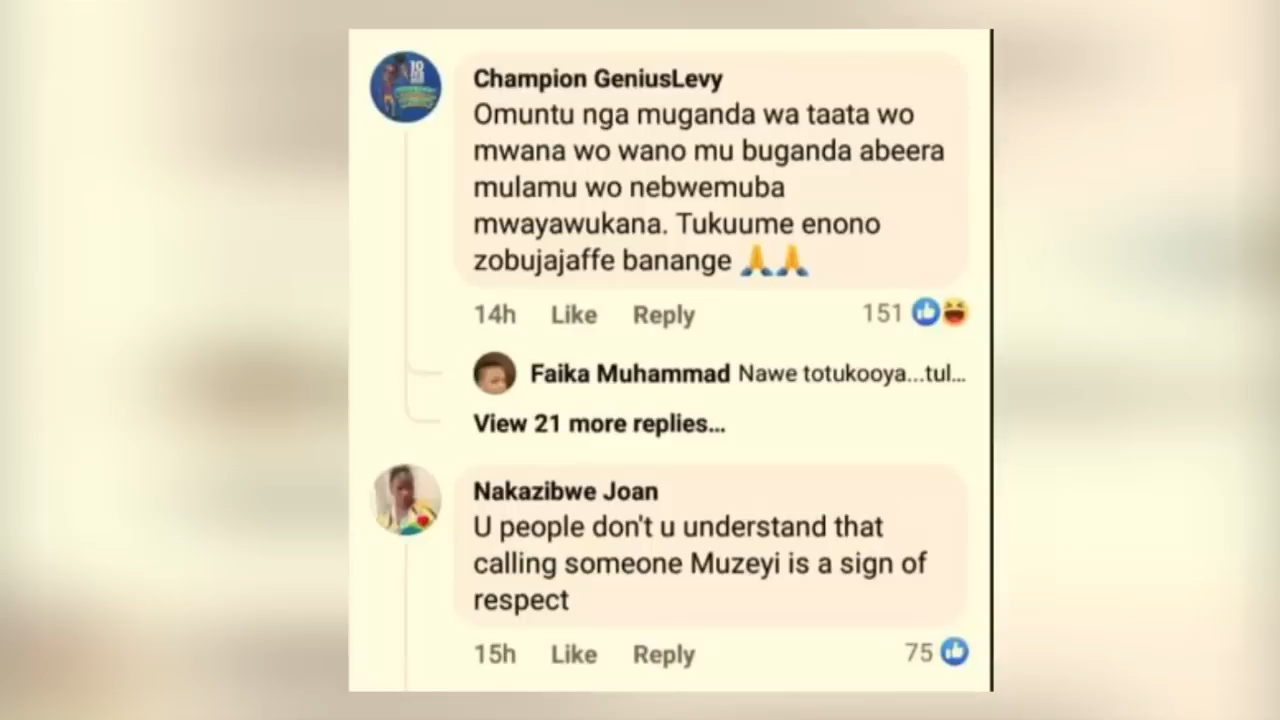 Champion GeniusLevy
Omuntu nga muganda wa taata wo
mwana wo wano mu buganda abeera
mulamu wo nebwemuba
mwayawukana. Tukuume enono
zobujajaffe banange 🙏🙏
14h Like Reply 151
Faika Muhammad Nawe totukooya...tul...
View 21 more replies...
Nakazibwe Joan
U people don't u understand that
calling someone Muzeyi is a sign of
respect
15h Like Reply 75